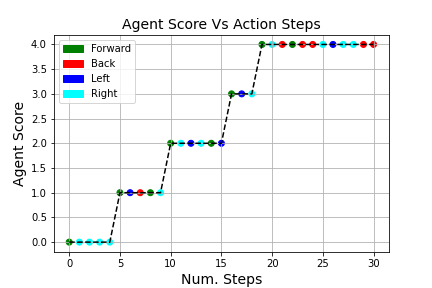 Agent Score Vs Action Steps
Forward
Back
Left
Right
4.0
3.5
3.0
2.5
2.0
1.5
1.0
0.5
0.0
Agent Score
0 5 10 15 20 25 30
Num. Steps